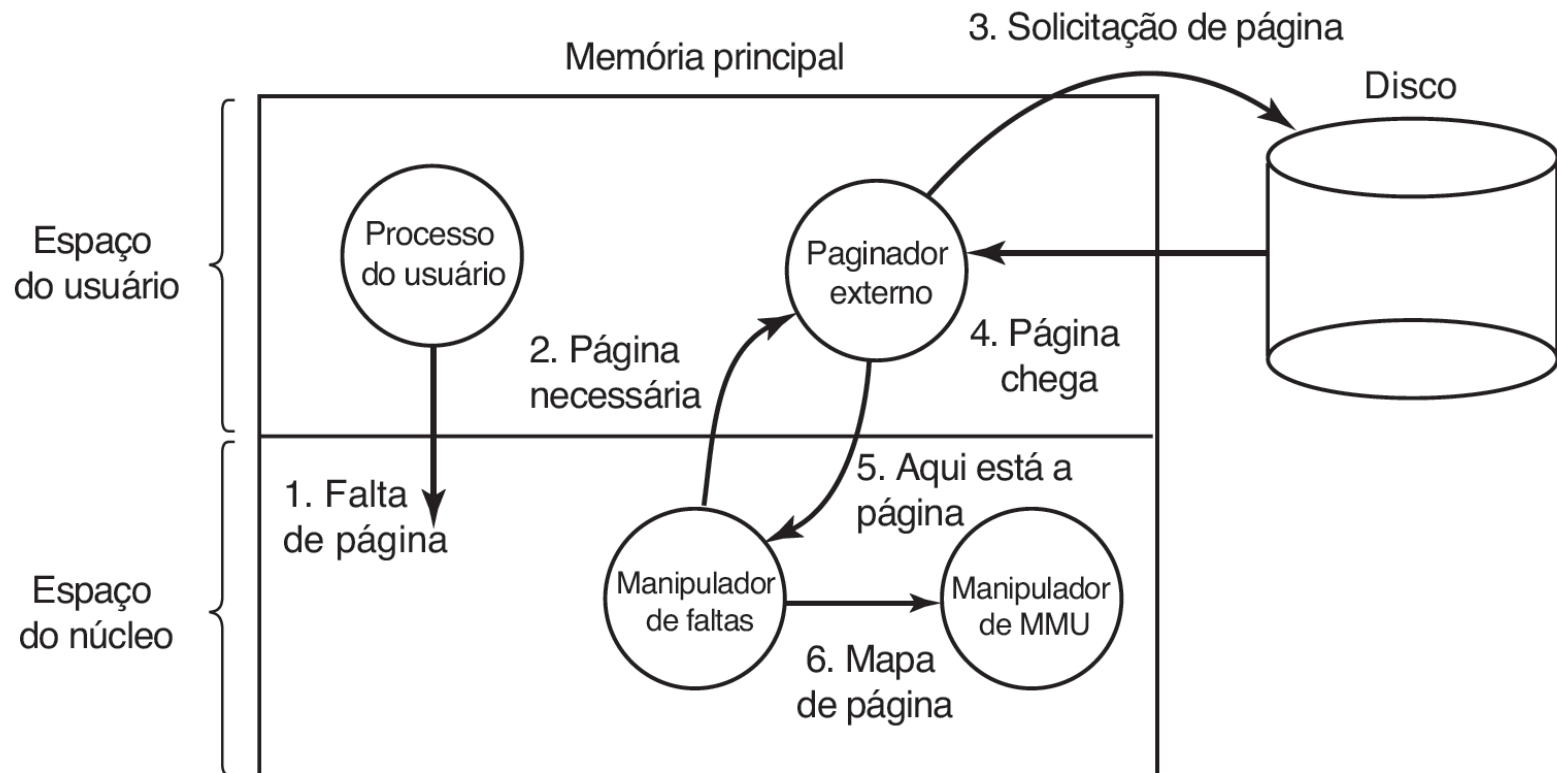 3. Solicitação de página
Memória principal
Disco
Espaço
do usuário
Processo
do usuário
Paginador
externo
2. Página
necessária
4. Página
chega
1. Falta
de página
5. Aqui está a
página
Espaço
do núcleo
Manipulador
de faltas
Manipulador
de MMU
6. Mapa
de página